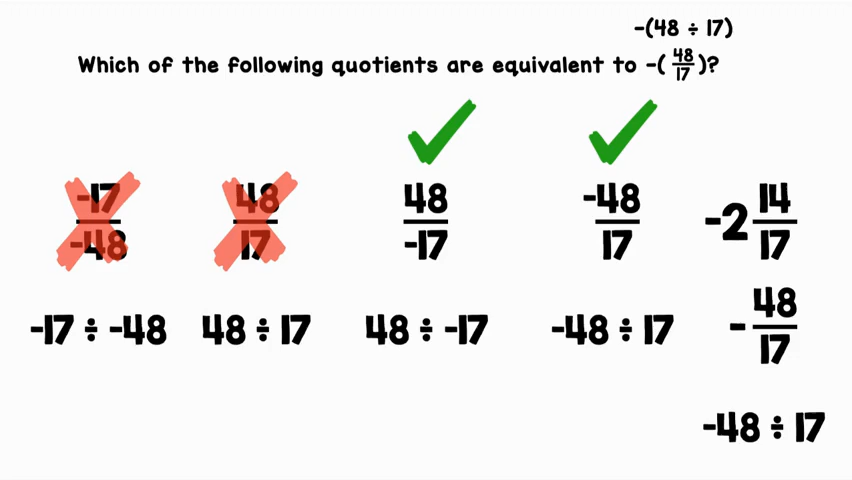 -(48 ÷ 17)
Which of the following quotients are equivalent to -(48/17)?
-17/-48 48/17 48/-17 -48/17 -2 14/17
-17 ÷ -48 48 ÷ 17 48 ÷ -17 -48 ÷ 17 -48/17
-48 ÷ 17